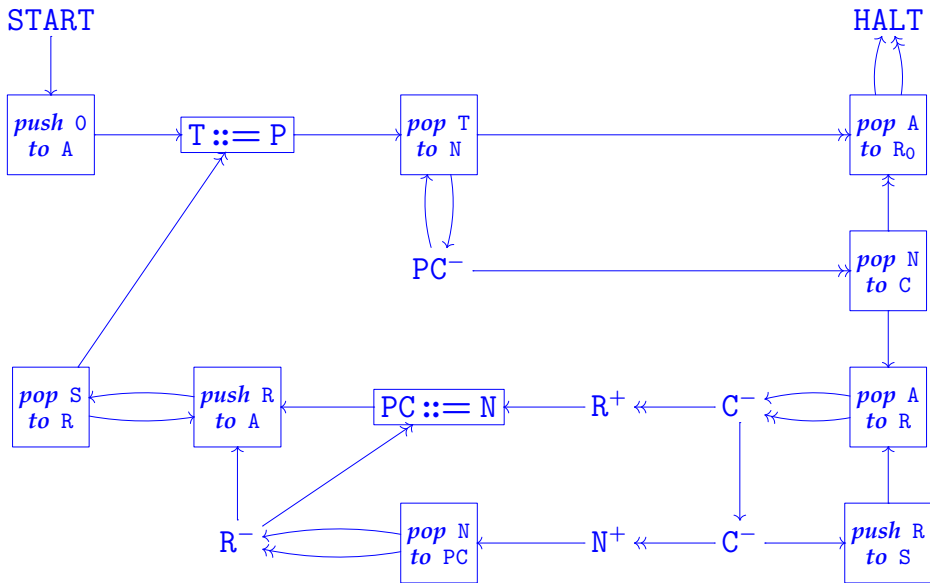 START
HALT
push 0
to A
T ::= P
pop T
to N
pop A
to R₀
PC⁻
pop N
to C
pop S
to R
push R
to A
PC ::= N
R⁺
C⁻
pop A
to R
R⁻
pop N
to PC
N⁺
C⁻
push R
to S